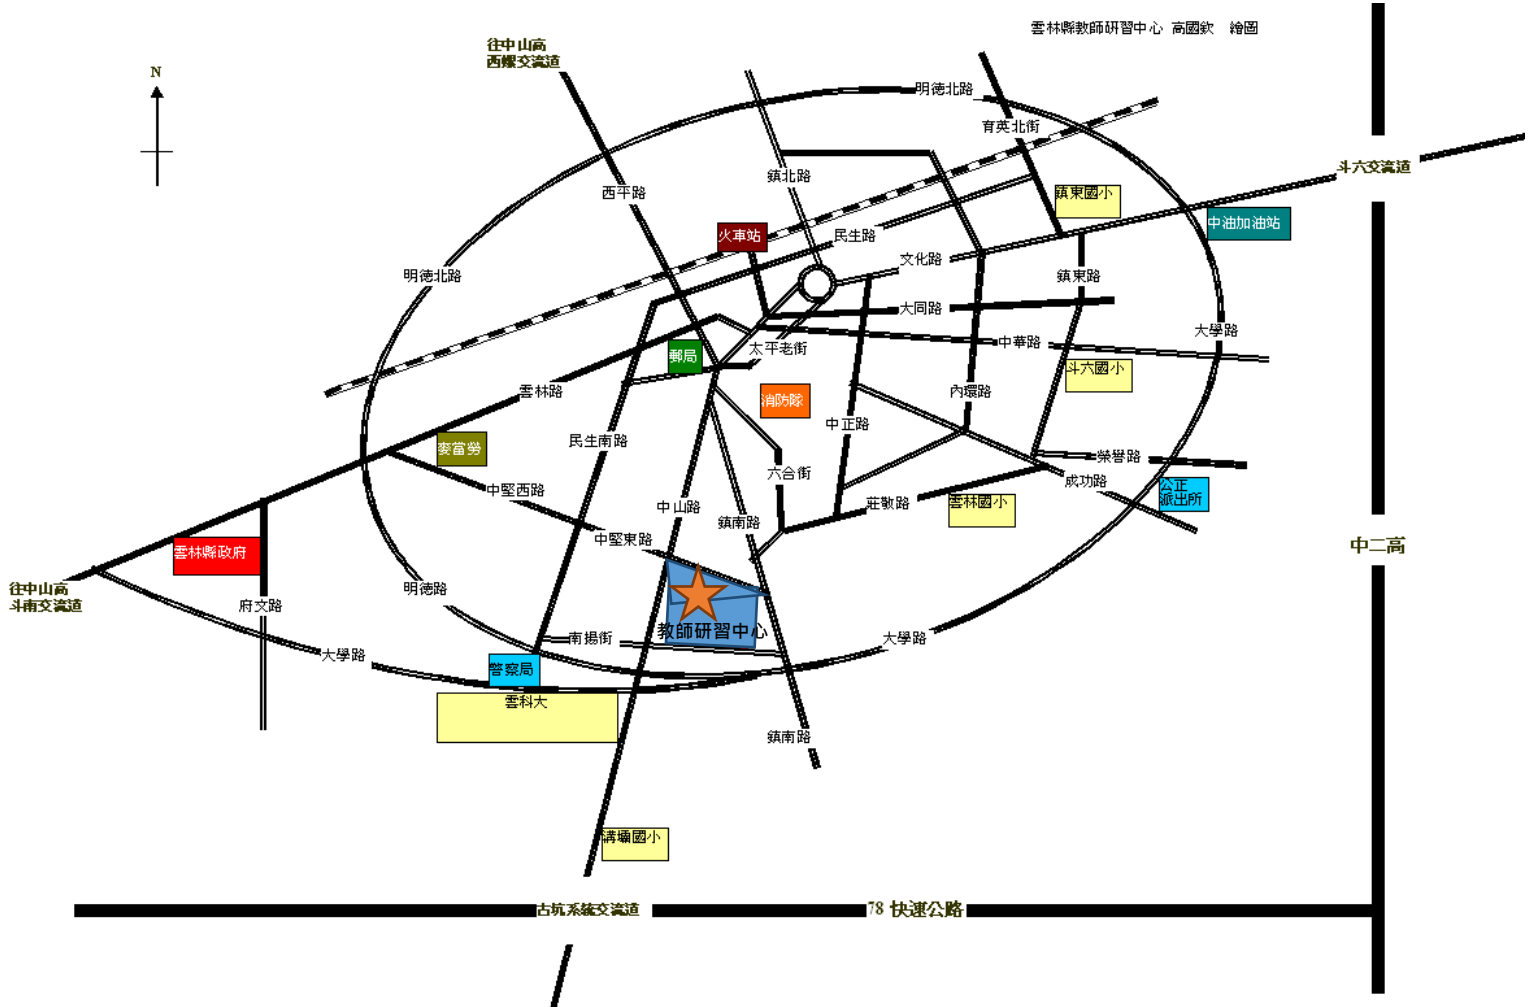 雲林縣教師研習中心 高國欽 繪圖
往中山高
西螺交流道
N
明德北路
育英北街
斗六交流道
鎮北路
西平路
鎮東國小
中油加油站
火車站
民生路
文化路
明德北路
鎮東路
大同路
大學路
中華路
太平老街
郵局
斗六國小
雲林路
內環路
消防隊
中正路
民生南路
麥當勞
榮譽路
六合街
成功路
中堅西路
公正
派出所
莊敬路
雲林國小
中山路
鎮南路
中堅東路
中二高
雲林縣政府
明德路
往中山高
斗南交流道
府文路
教師研習中心
南揚街
大學路
大學路
警察局
雲科大
鎮南路
溝壩國小
古坑系統交流道
78 快速公路